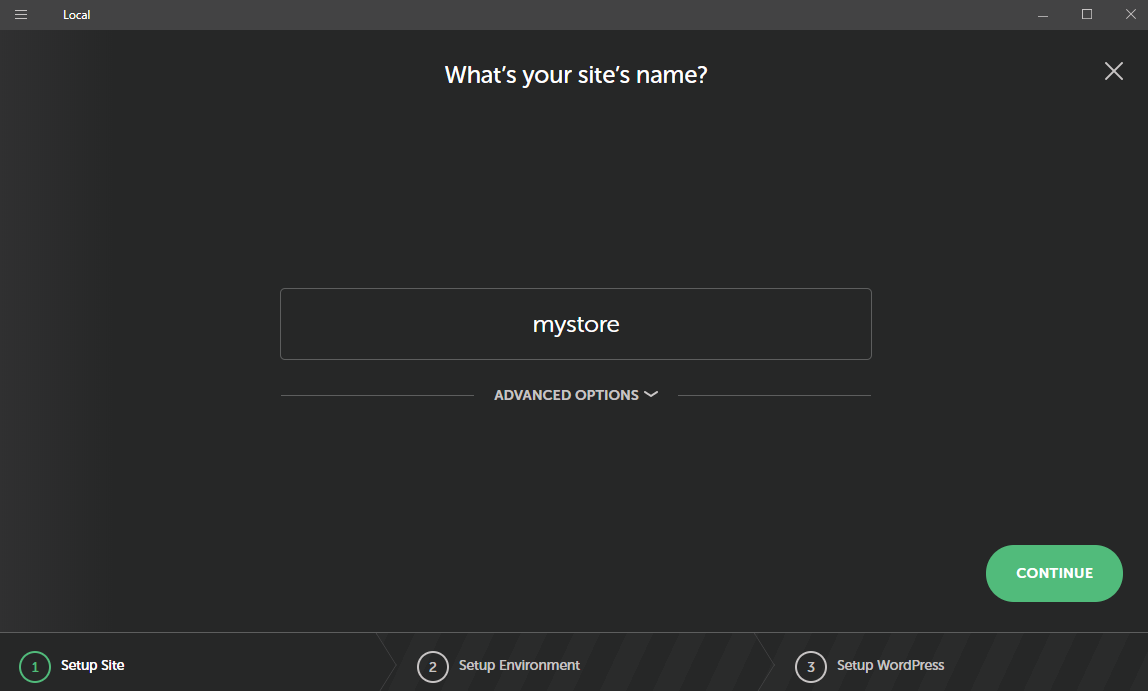 Local
What's your site's name?
mystore
ADVANCED OPTIONS
CONTINUE
1 Setup Site
2 Setup Environment
3 Setup WordPress